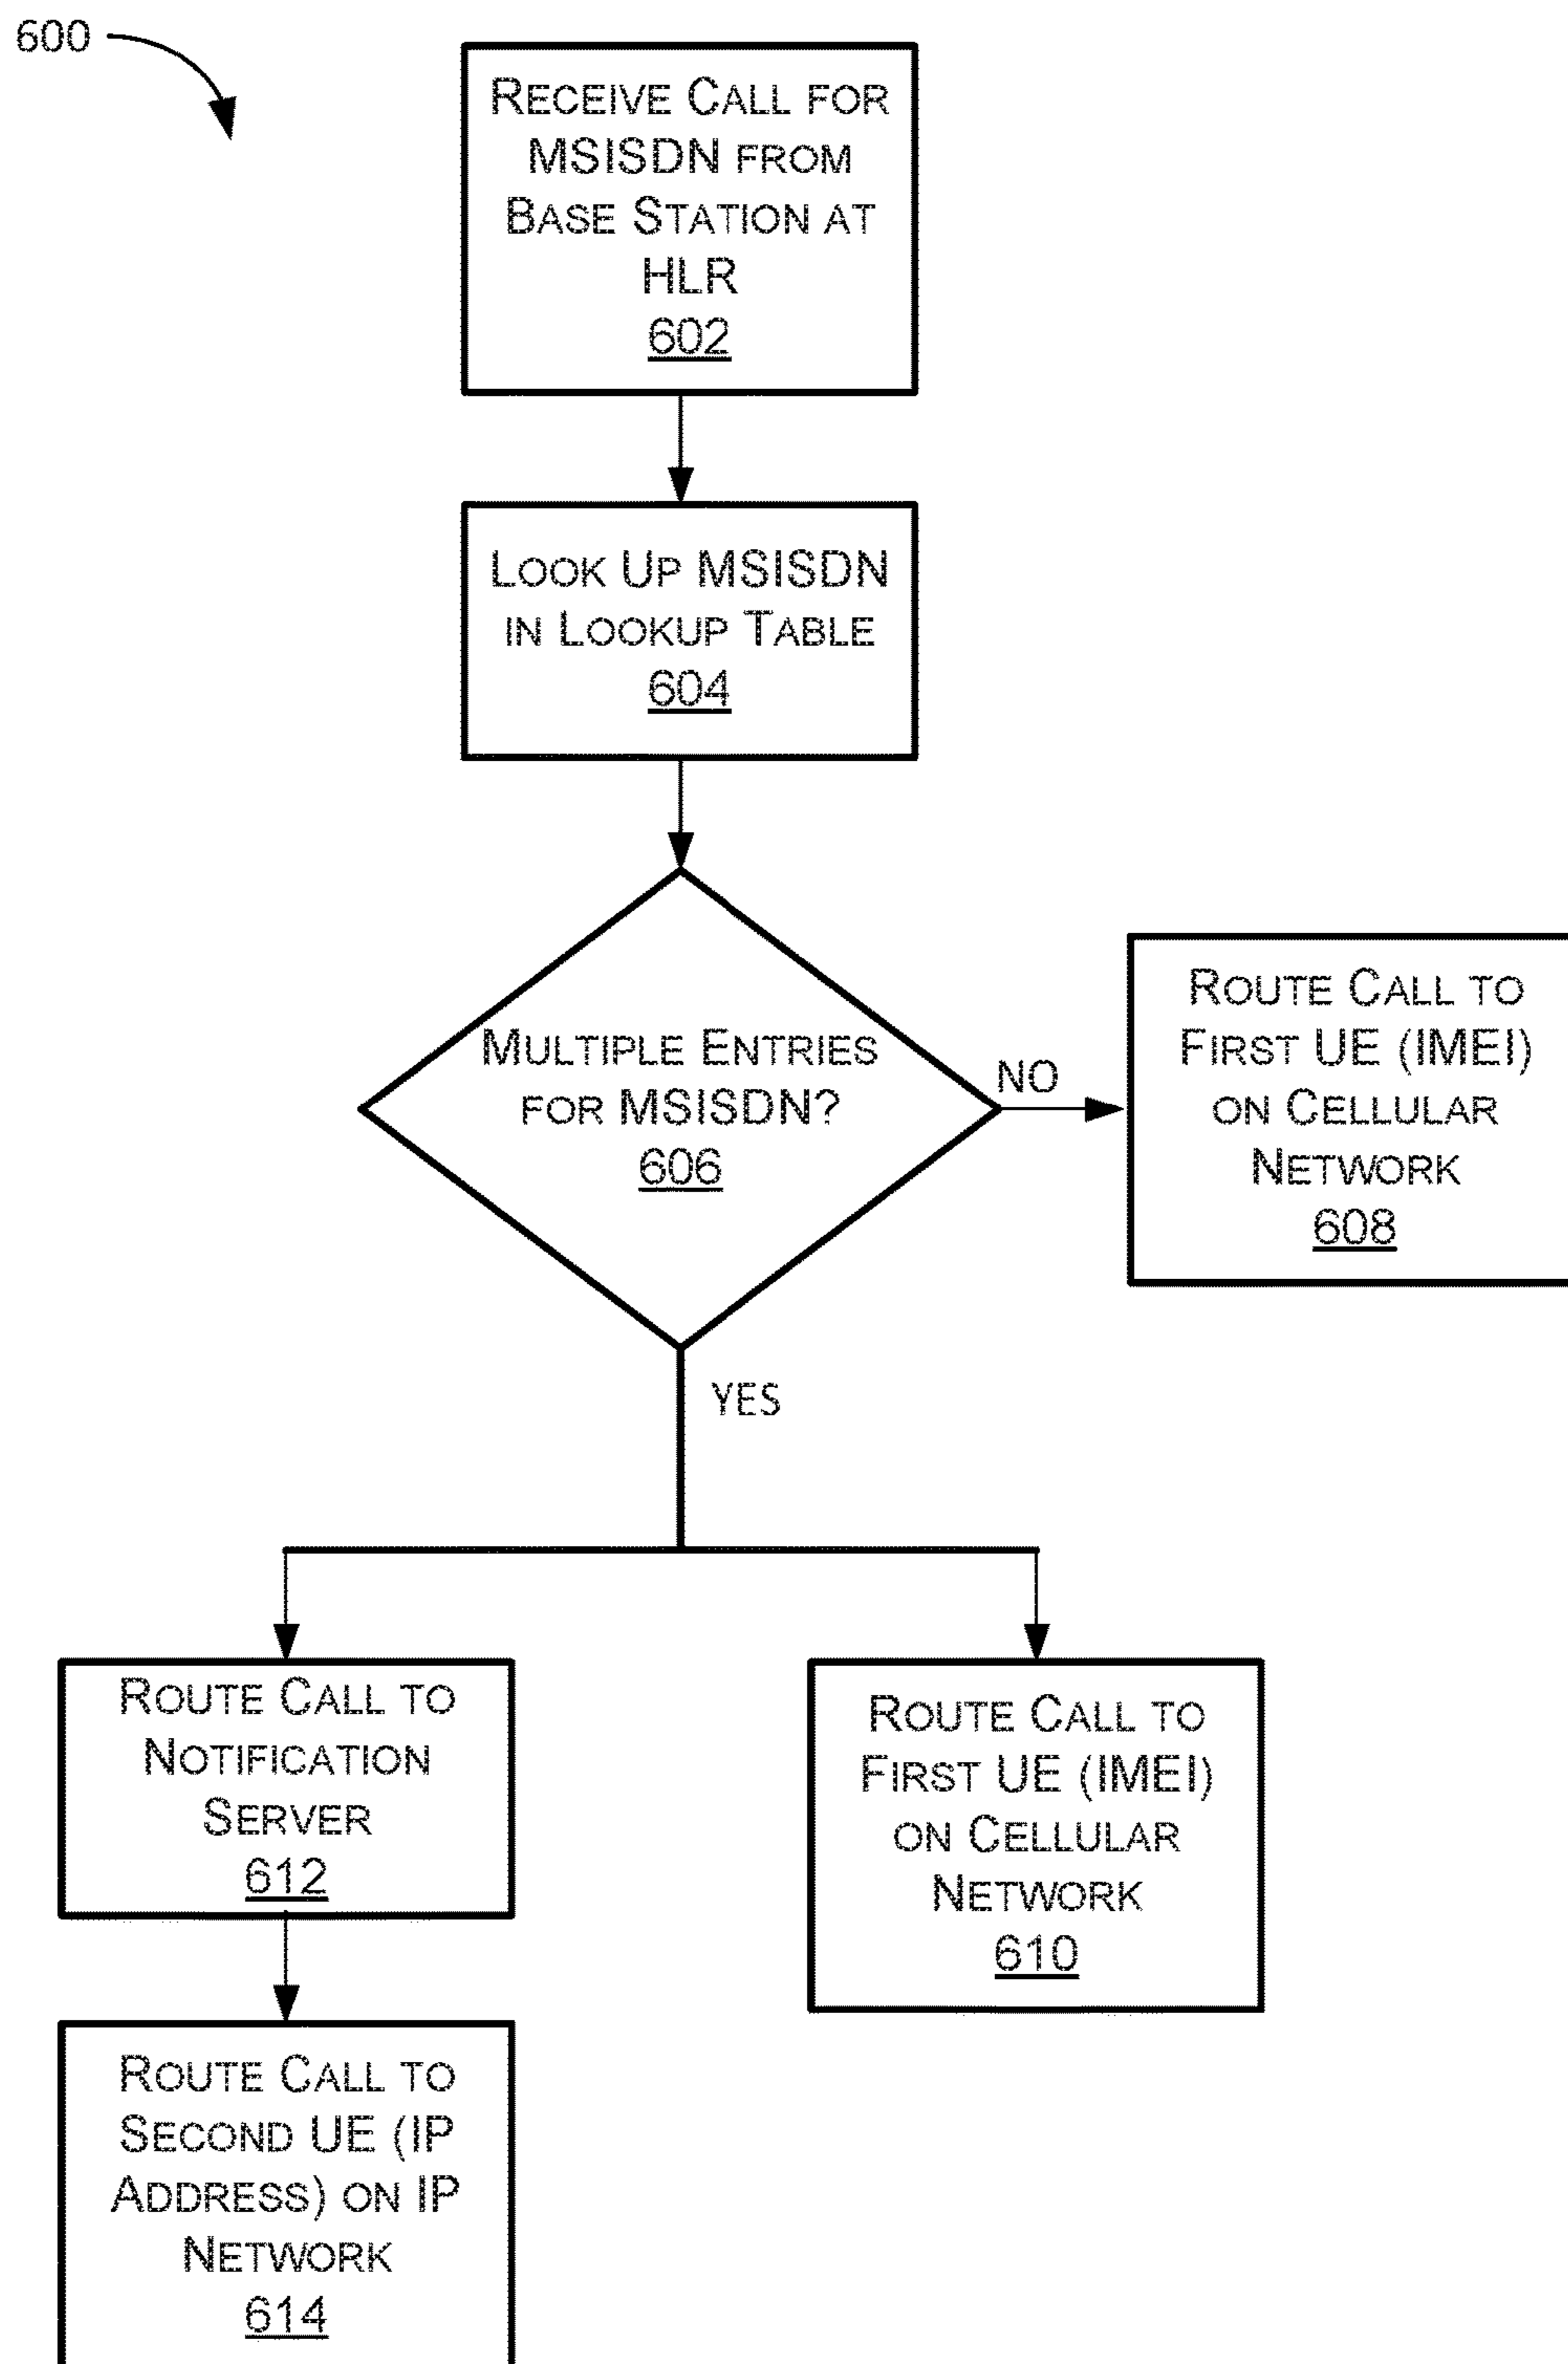 600
RECEIVE CALL FOR
MSISDN FROM
BASE STATION AT
HLR
602
LOOK UP MSISDN
IN LOOKUP TABLE
604
MULTIPLE ENTRIES
FOR MSISDN?
606
NO
ROUTE CALL TO
FIRST UE (IMEI)
ON CELLULAR
NETWORK
608
YES
ROUTE CALL TO
NOTIFICATION
SERVER
612
ROUTE CALL TO
FIRST UE (IMEI)
ON CELLULAR
NETWORK
610
ROUTE CALL TO
SECOND UE (IP
ADDRESS) ON IP
NETWORK
614